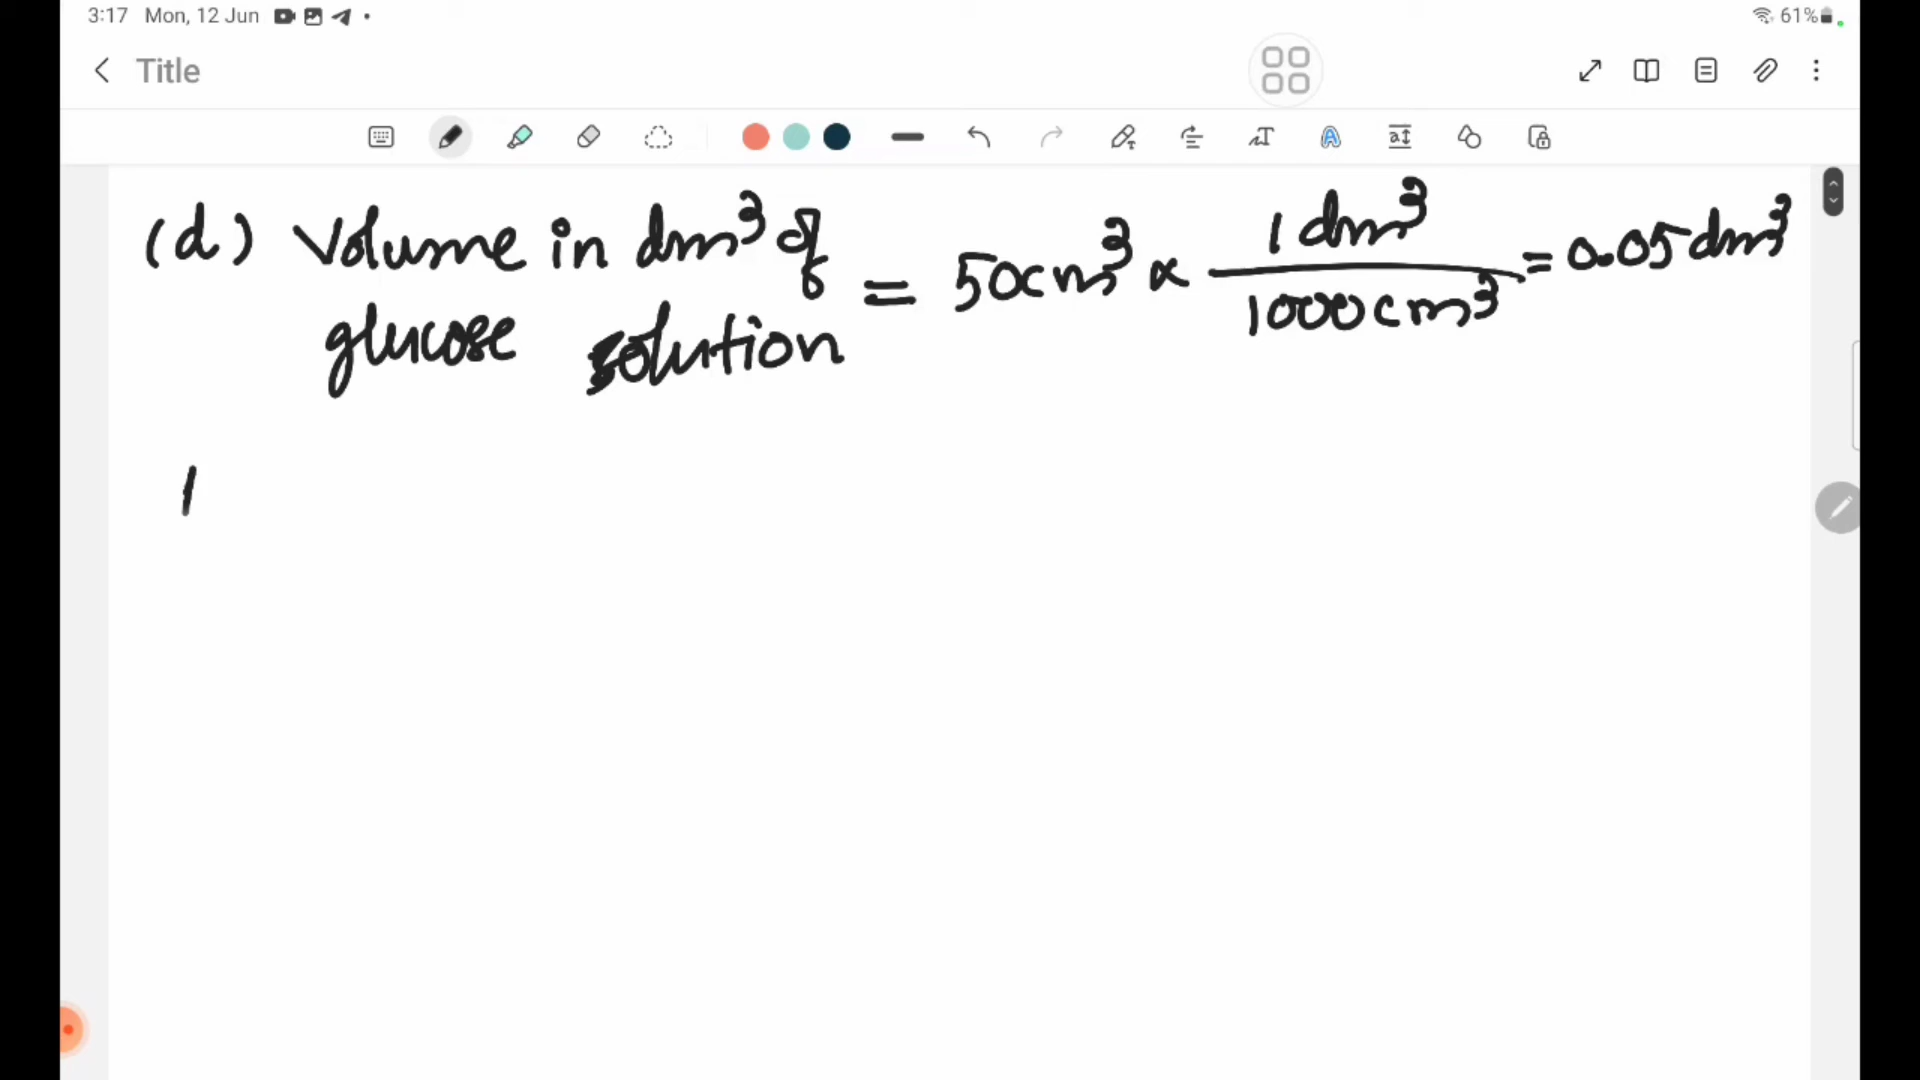 3:17 Mon, 12 Jun 61%
Title
(d) Volume in dm³ of = 50cm³ × 1 dm³ / 1000cm³ = 0.05dm³
glucose solution
1